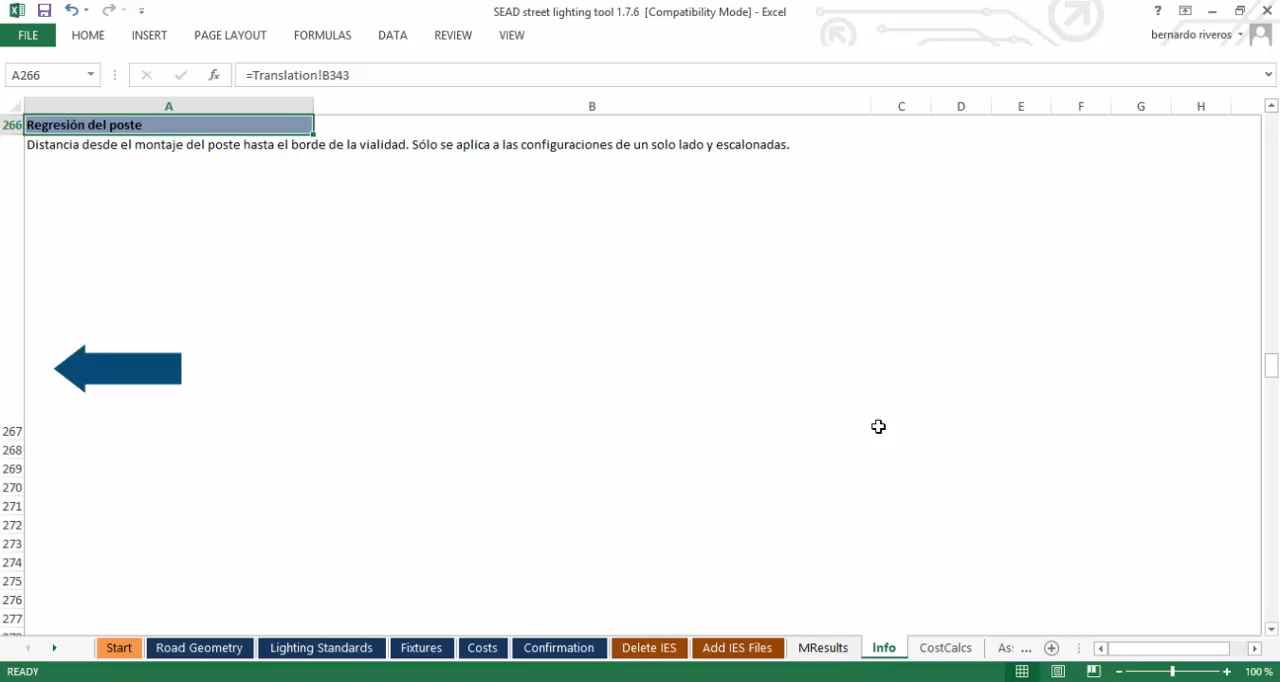 SEAD street lighting tool 1.7.6 [Compatibility Mode] - Excel
?
FILE HOME INSERT PAGE LAYOUT FORMULAS DATA REVIEW VIEW
bernardo riveros
A266
fx
=Translation!B343
A B C D E F G H
266 Regresión del poste
Distancia desde el montaje del poste hasta el borde de la vialidad. Sólo se aplica a las configuraciones de un solo lado y escalonadas.
267
268
269
270
271
272
273
274
275
276
277
Start Road Geometry Lighting Standards Fixtures Costs Confirmation Delete IES Add IES Files MResults Info CostCalcs As: ...
READY
100 %